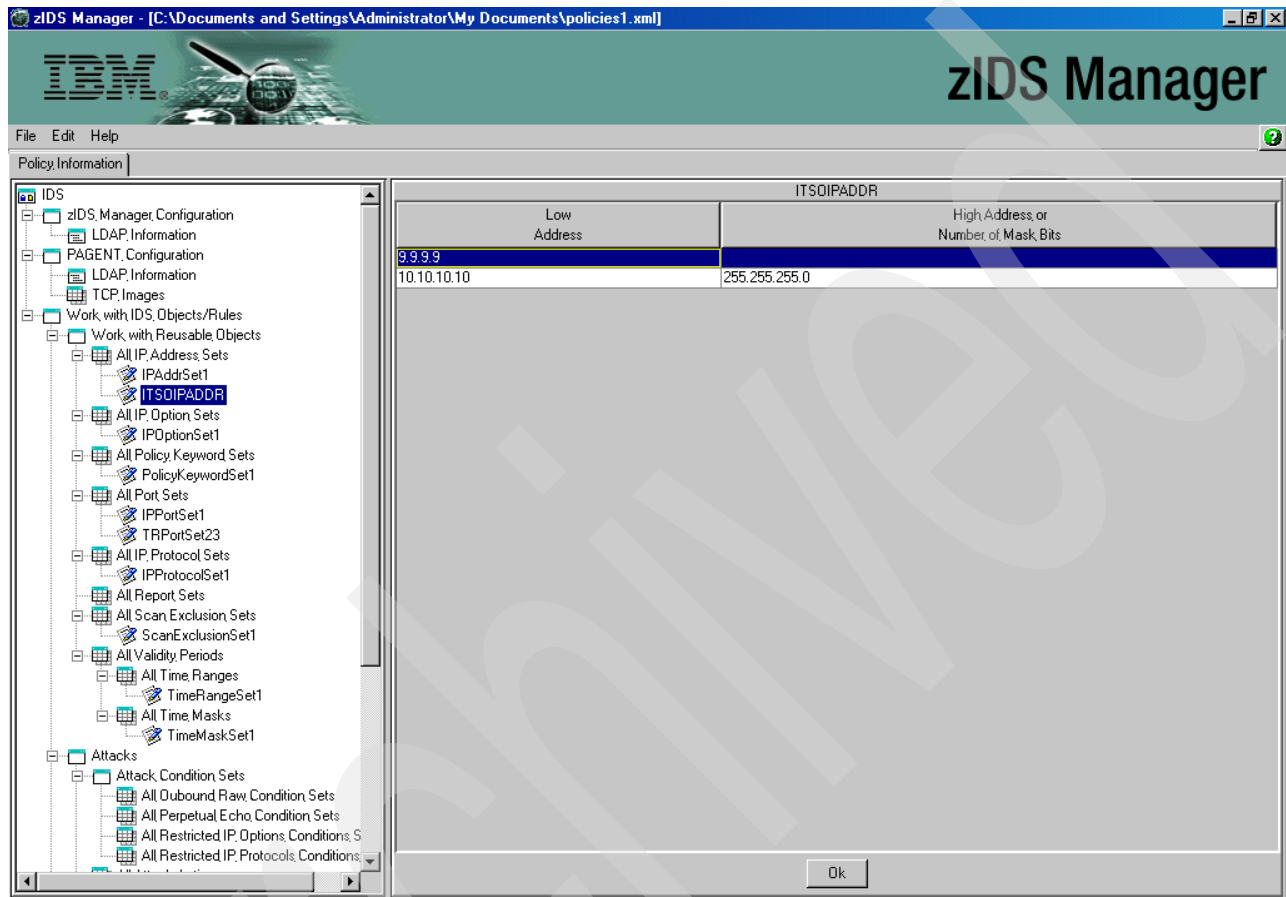 zIDS Manager - [C:\Documents and Settings\Administrator\My Documents\policies1.xml]
IBM®
zIDS Manager
File Edit Help
Policy Information
IDS
zIDS Manager Configuration
LDAP Information
PAGENT Configuration
LDAP Information
TCP Images
Work with IDS Objects/Rules
Work with Reusable Objects
All IP Address Sets
IPAddrSet1
ITSOIPADDR
All IP Option Sets
IPOptionSet1
All Policy Keyword Sets
PolicyKeywordSet1
All Port Sets
IPPortSet1
TRPortSet23
All IP Protocol Sets
IPProtocolSet1
All Report Sets
All Scan Exclusion Sets
ScanExclusionSet1
All Validity Periods
All Time Ranges
TimeRangeSet1
All Time Masks
TimeMaskSet1
Attacks
Attack Condition Sets
All Oubound Raw Condition Sets
All Perpetual Echo Condition Sets
All Restricted IP Options Conditions S
All Restricted IP Protocols Conditions
ITSOIPADDR
Low Address
High Address or Number of Mask Bits
9.9.9.9
10.10.10.10 255.255.255.0
Ok